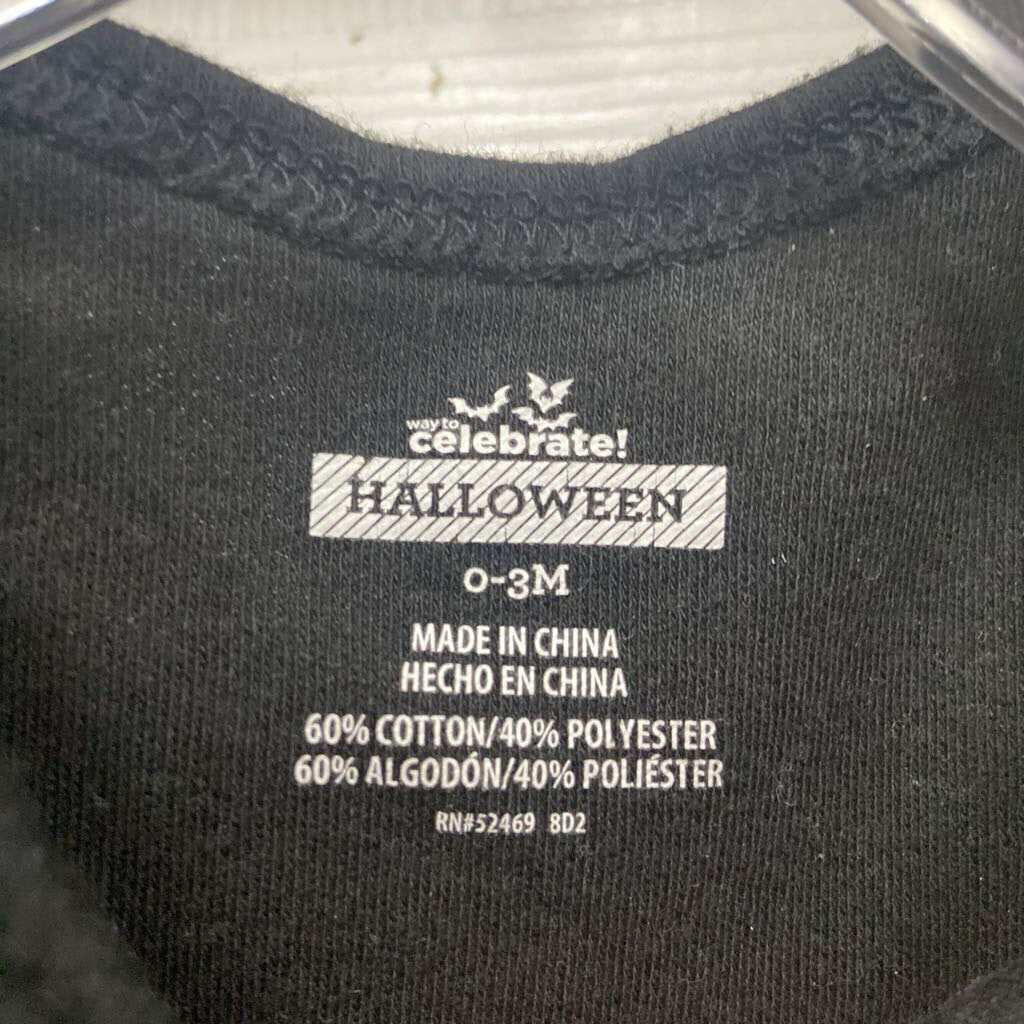 way to
celebrate!
HALLOWEEN
0-3M
MADE IN CHINA
HECHO EN CHINA
60% COTTON/40% POLYESTER
60% ALGODÓN/40% POLIÉSTER
RN#52469 8D2